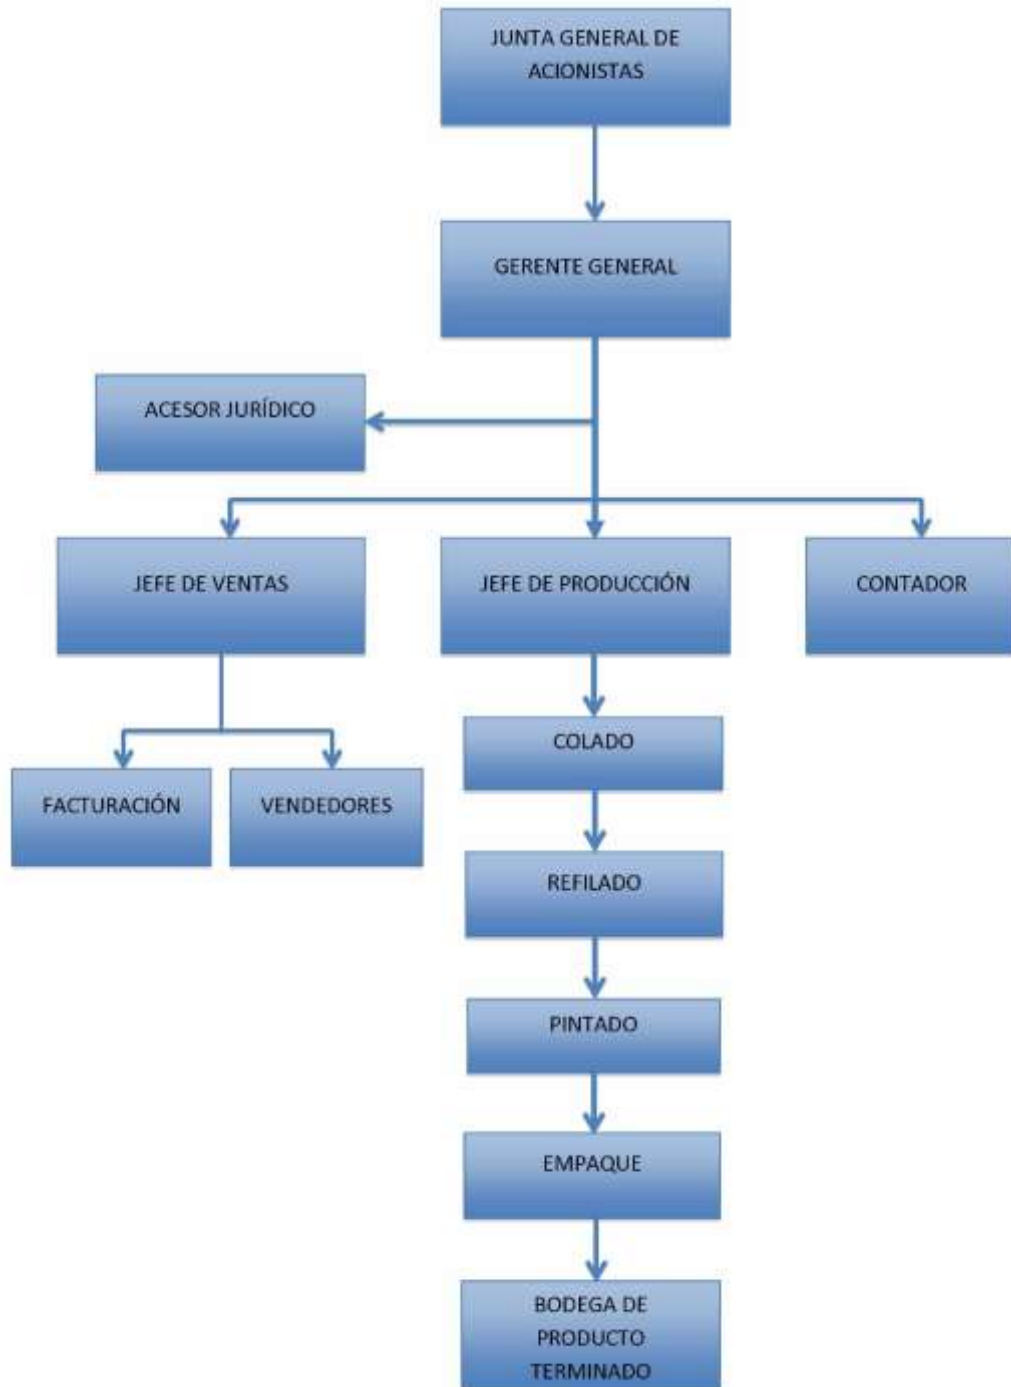 JUNTA GENERAL DE
ACIONISTAS
GERENTE GENERAL
ACESOR JURÍDICO
JEFE DE VENTAS
JEFE DE PRODUCCIÓN
CONTADOR
COLADO
FACTURACIÓN
VENDEDORES
REFILADO
PINTADO
EMPAQUE
BODEGA DE
PRODUCTO
TERMINADO